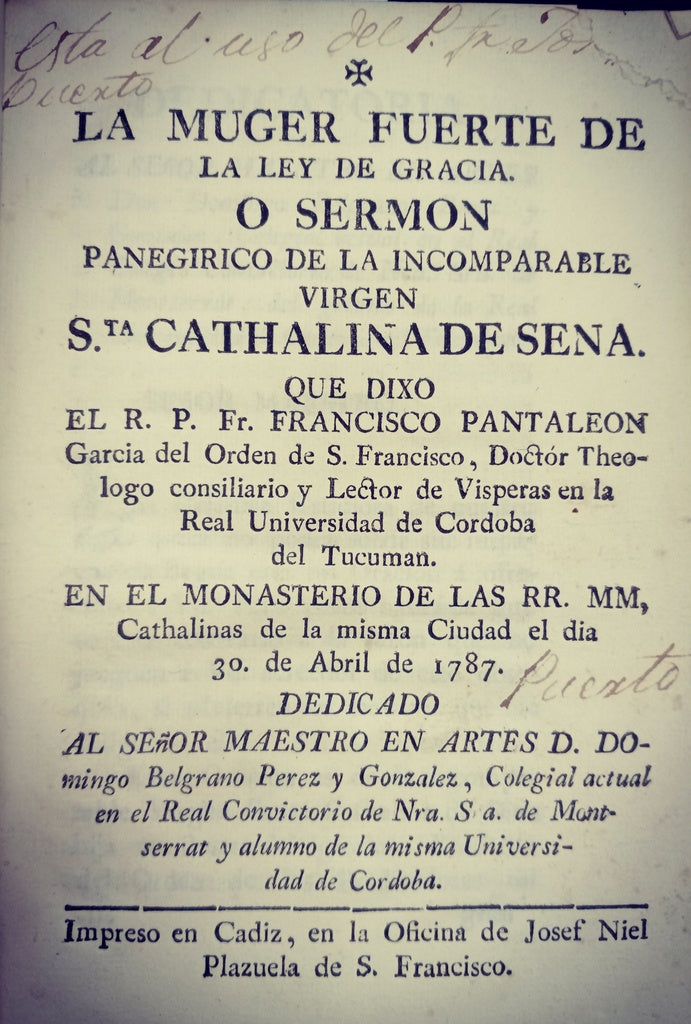 Esta al uso del P. fr. Jos
Puerto
✠
LA MUGER FUERTE DE
LA LEY DE GRACIA.
O SERMON
PANEGIRICO DE LA INCOMPARABLE
VIRGEN
S.TA CATHALINA DE SENA.
QUE DIXO
EL R. P. Fr. FRANCISCO PANTALEON
Garcia del Orden de S. Francisco, Doctór Theo-
logo consiliario y Lector de Visperas en la
Real Universidad de Cordoba
del Tucuman.
EN EL MONASTERIO DE LAS RR. MM,
Cathalinas de la misma Ciudad el dia
30. de Abril de 1787.
Puerto
DEDICADO
AL SEñOR MAESTRO EN ARTES D. DO-
mingo Belgrano Perez y Gonzalez, Colegial actual
en el Real Convictorio de Nra. S a. de Mont-
serrat y alumno de la misma Universi-
dad de Cordoba.
Impreso en Cadiz, en la Oficina de Josef Niel
Plazuela de S. Francisco.